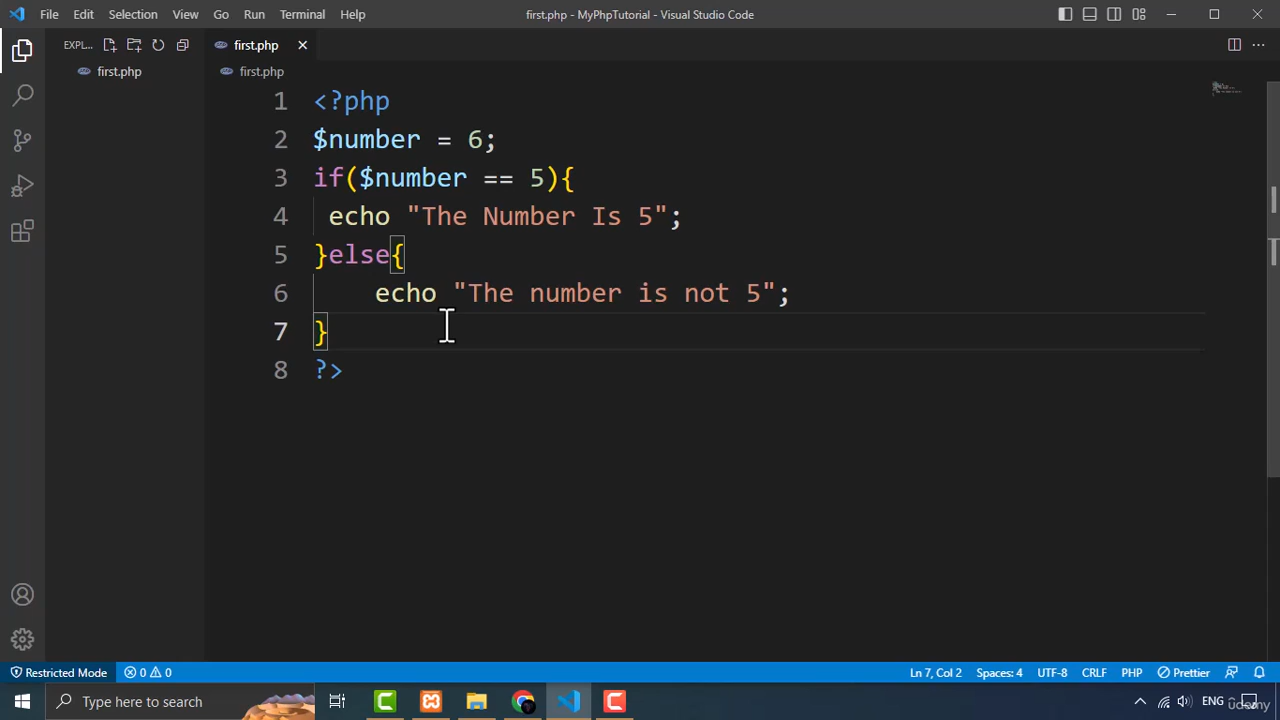 File Edit Selection View Go Run Terminal Help first.php - MyPhpTutorial - Visual Studio Code
EXPL... first.php
first.php first.php
1 <?php
2 $number = 6;
3 if($number == 5){
4 echo "The Number Is 5";
5 }else{
6 echo "The number is not 5";
7 }
8 ?>
Restricted Mode 0 0 Ln 7, Col 2 Spaces: 4 UTF-8 CRLF PHP Prettier
Type here to search ENG
udemy